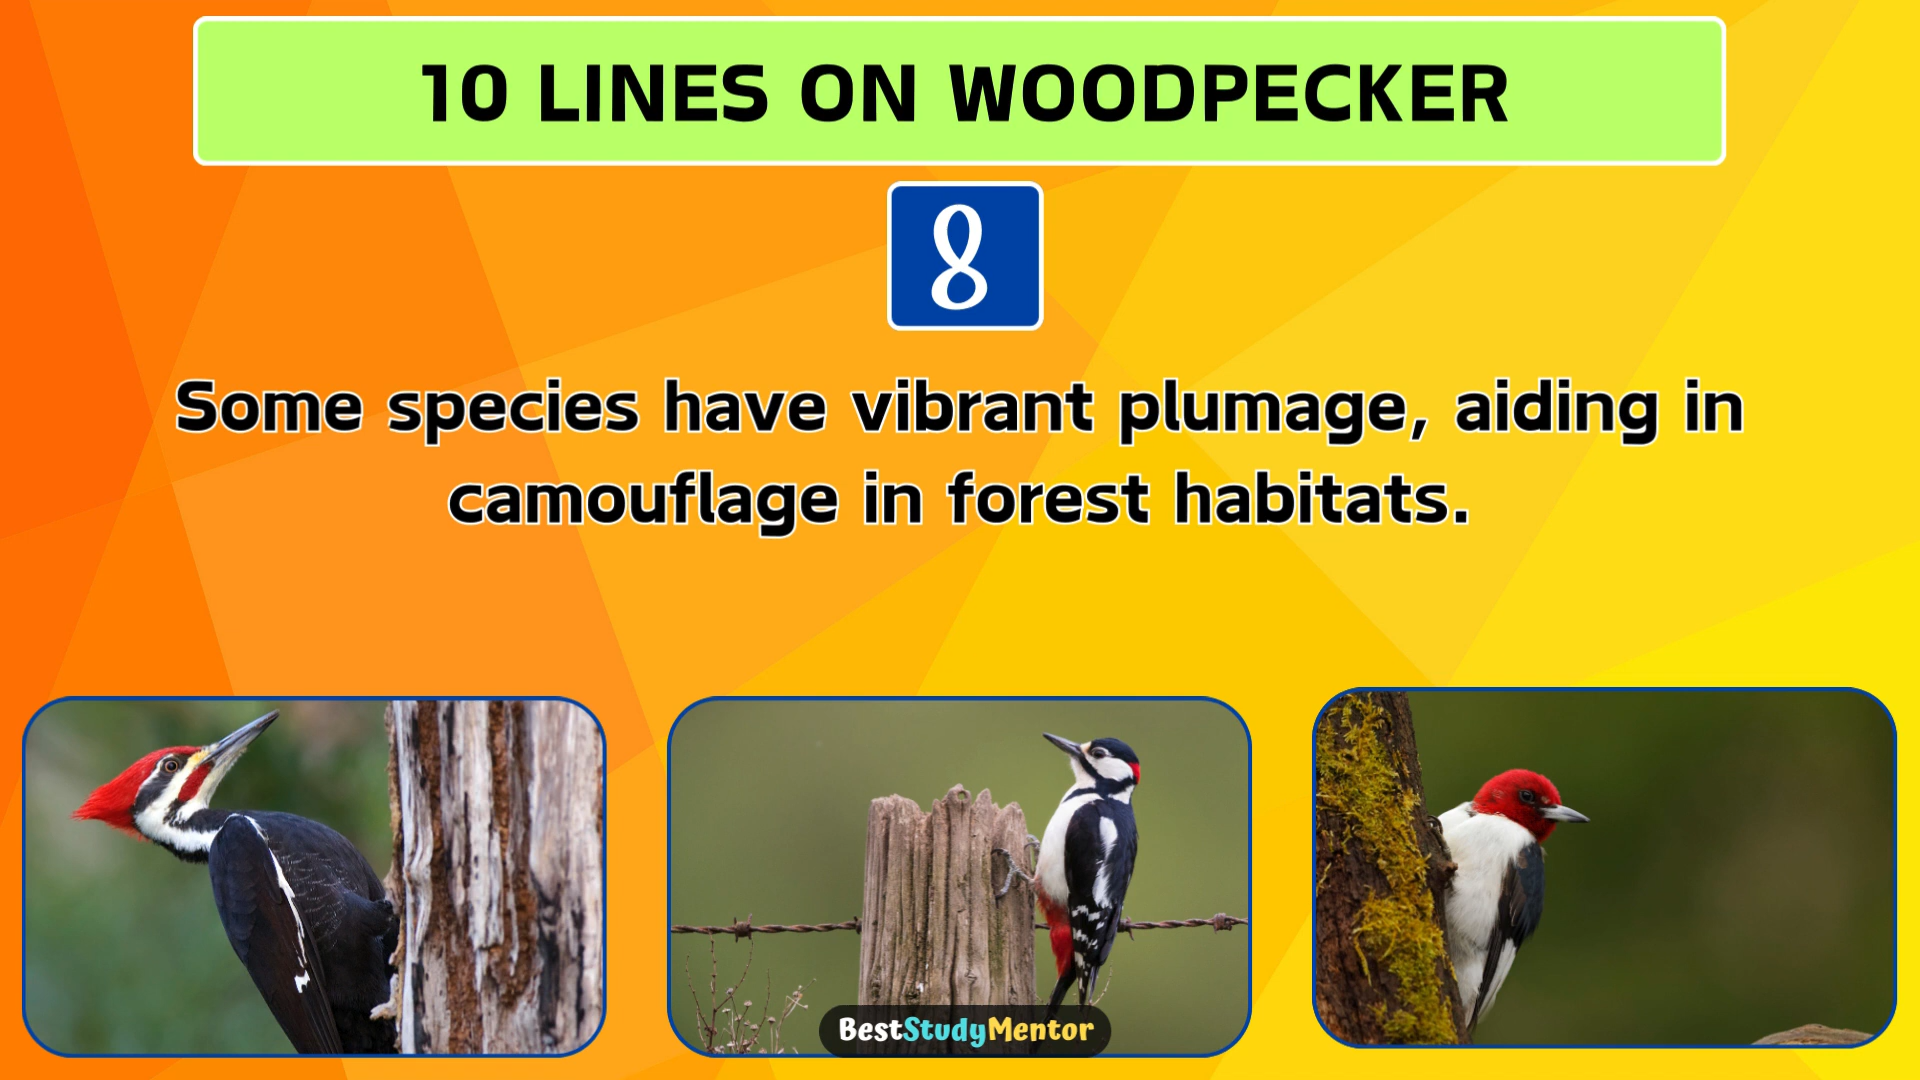 10 LINES ON WOODPECKER
8
Some species have vibrant plumage, aiding in
camouflage in forest habitats.
BestStudyMentor